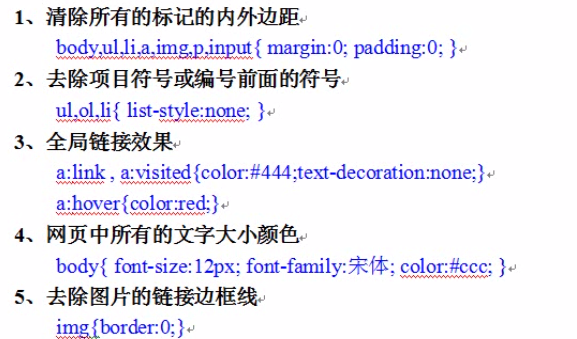 1、清除所有的标记的内外边距
body,ul,li,a,img,p,input{ margin:0; padding:0; }
2、去除项目符号或编号前面的符号
ul,ol,li{ list-style:none; }
3、全局链接效果
a:link , a:visited{color:#444;text-decoration:none;}
a:hover{color:red;}
4、网页中所有的文字大小颜色
body{ font-size:12px; font-family:宋体; color:#ccc; }
5、去除图片的链接边框线
img{border:0;}